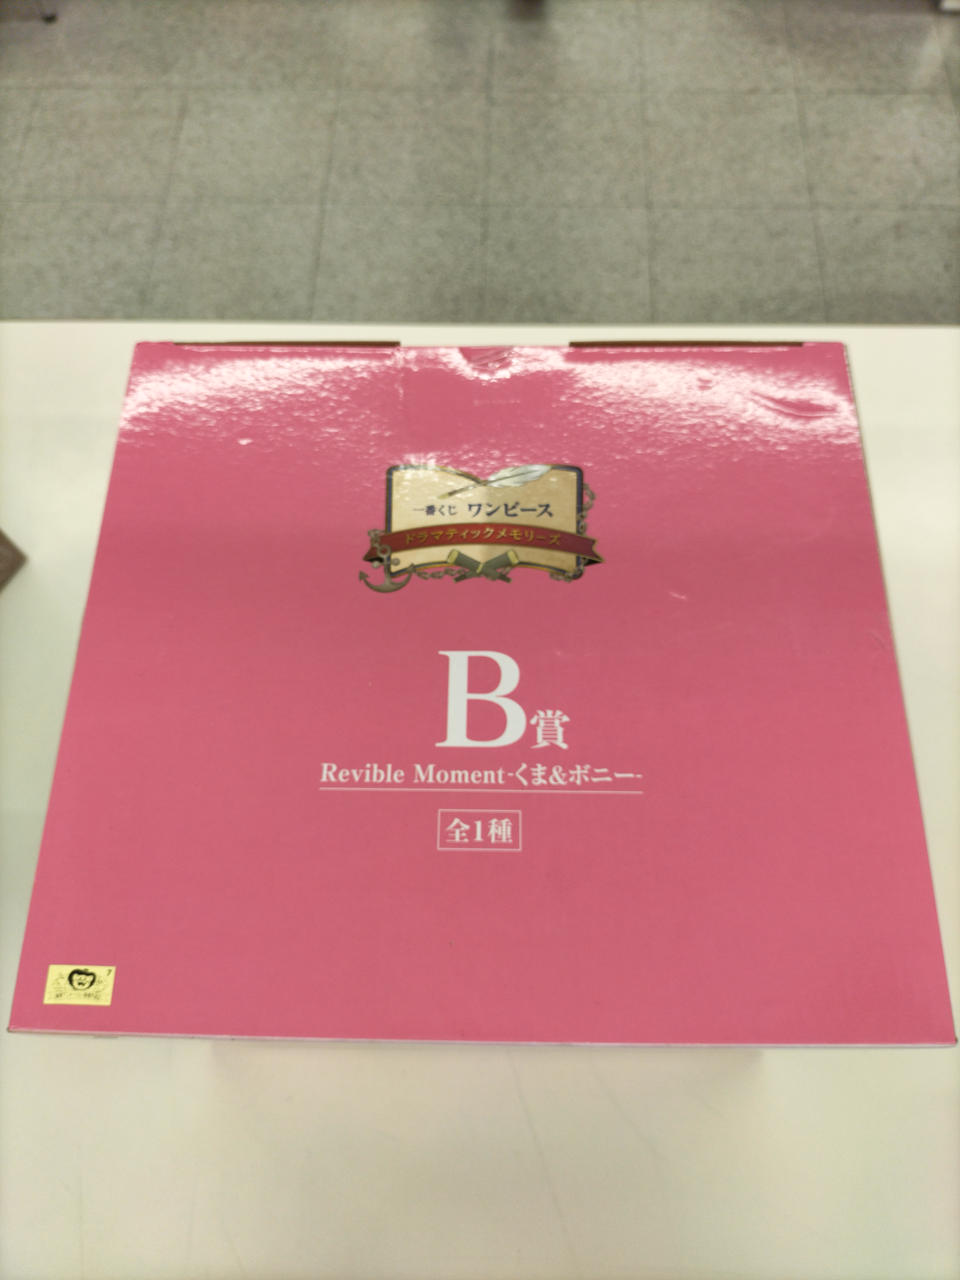 一番くじ ワンピース
ドラマティックメモリーズ
B賞
Revible Moment-くま&ボニー-
全1種
7